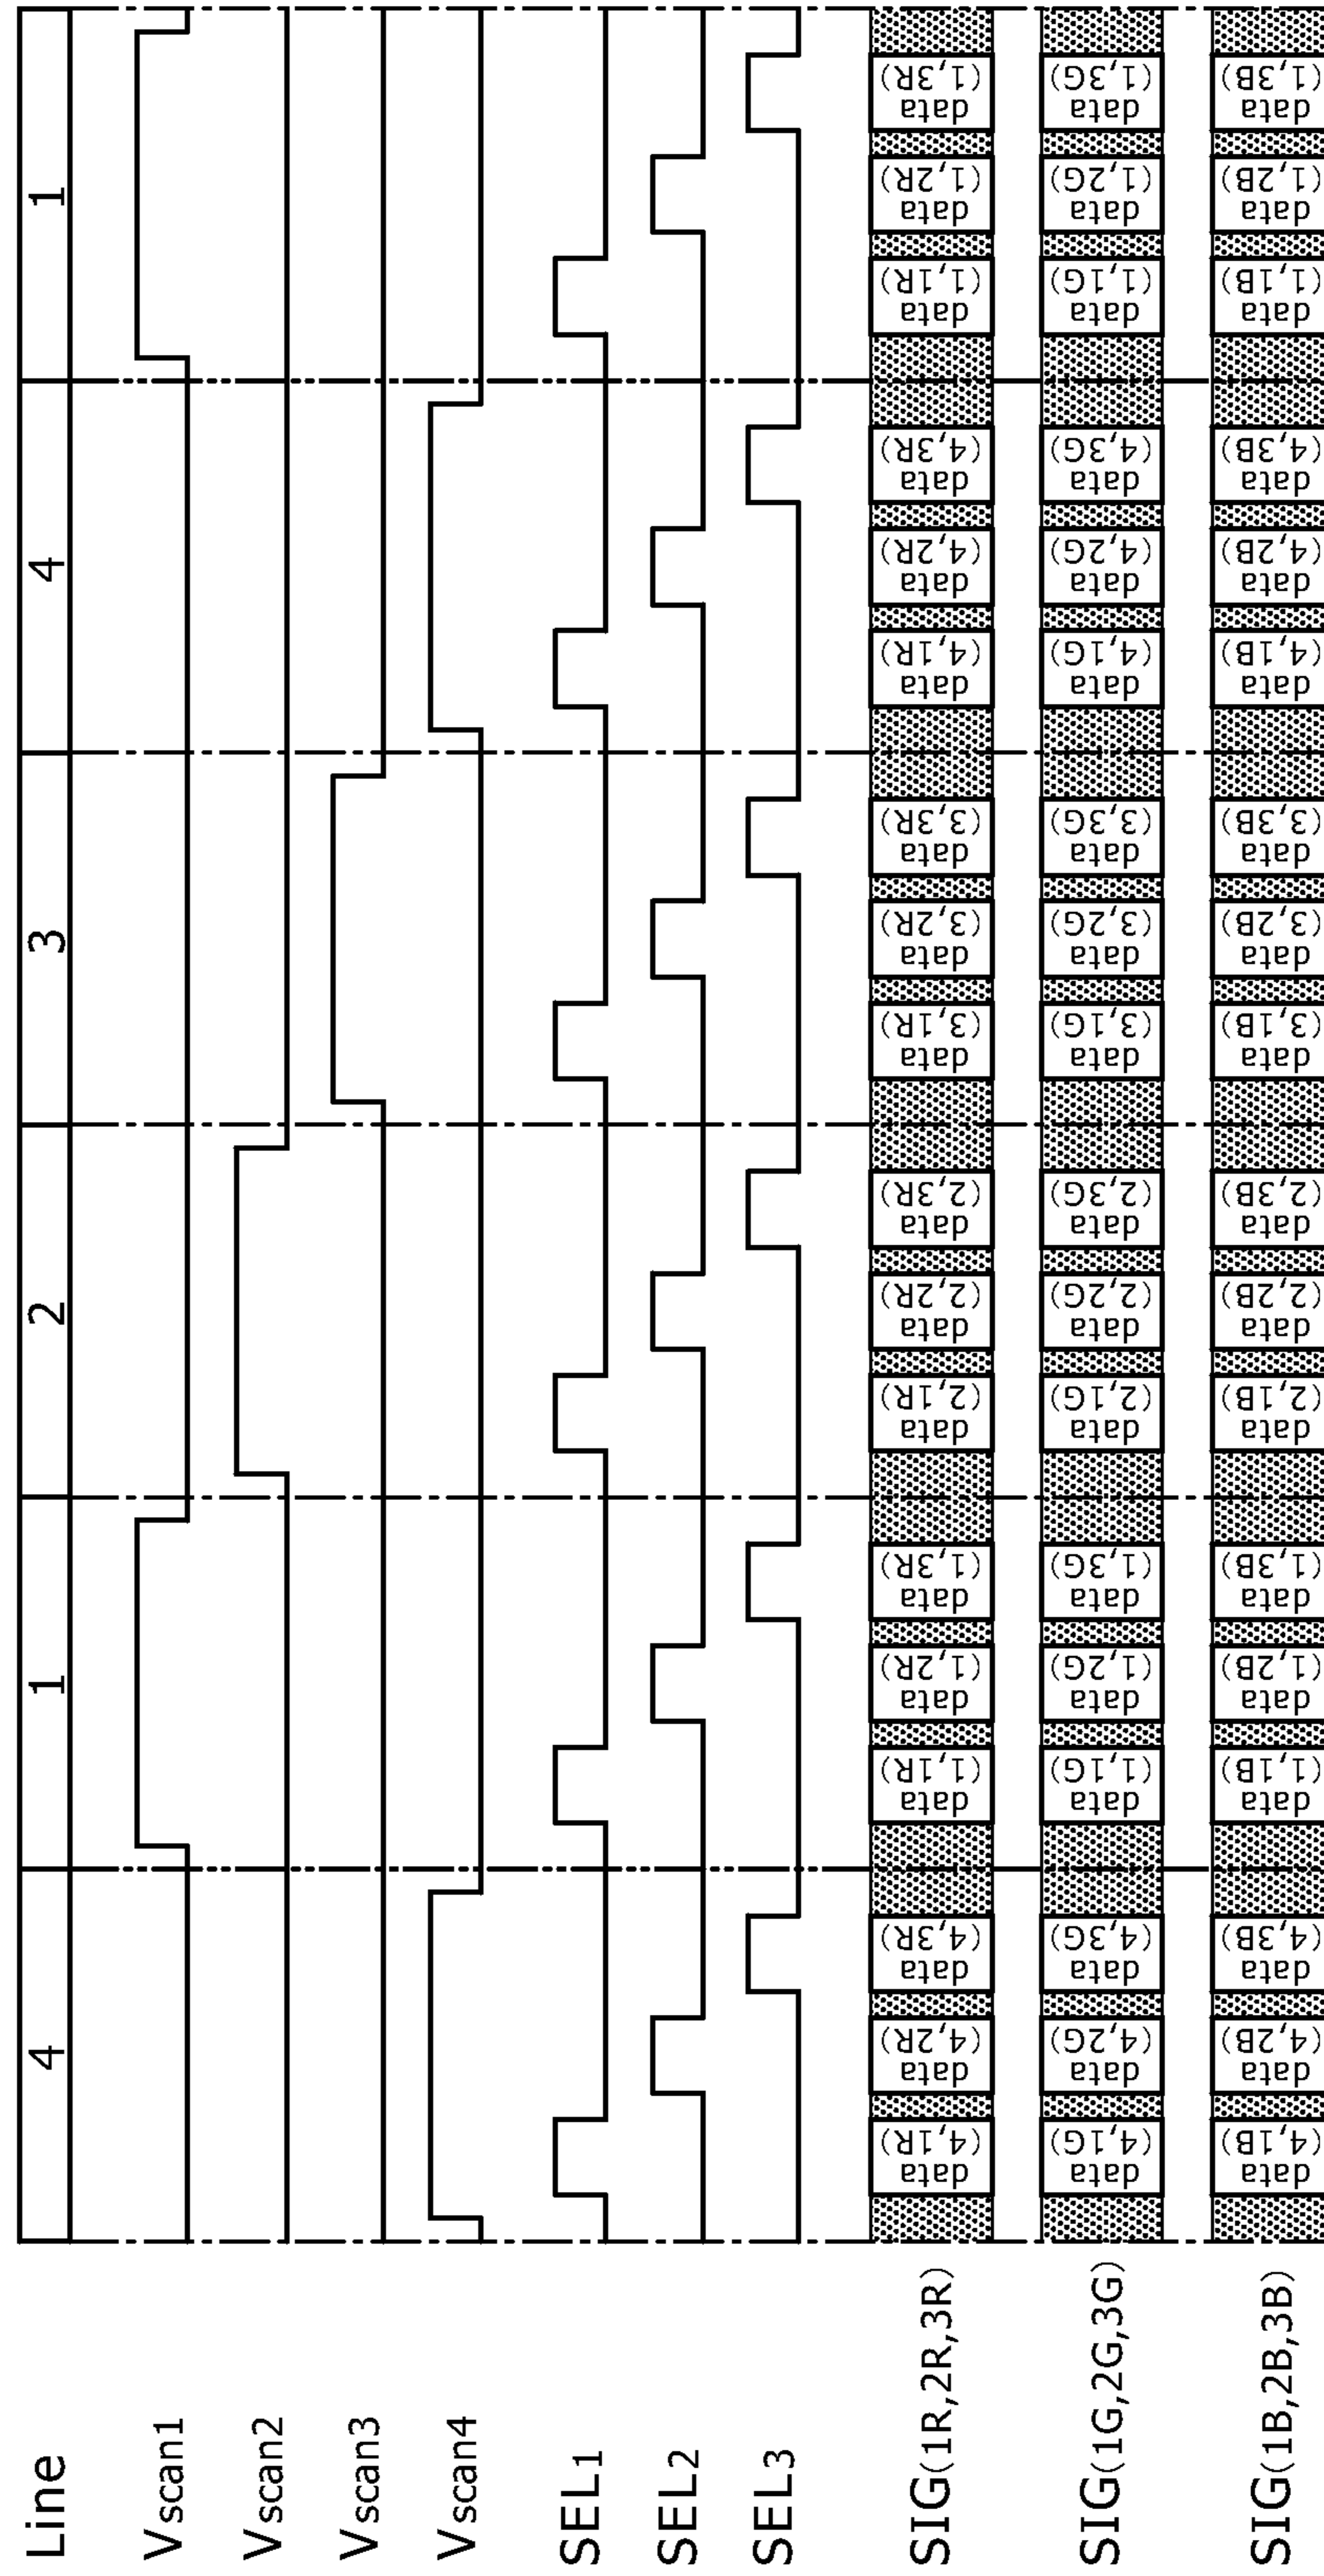 Line
4
1
2
3
4
1
Vscan1
Vscan2
Vscan3
Vscan4
SEL1
SEL2
SEL3
SIG(1R,2R,3R)
data
(4,1R)
data
(4,2R)
data
(4,3R)
data
(1,1R)
data
(1,2R)
data
(1,3R)
data
(2,1R)
data
(2,2R)
data
(2,3R)
data
(3,1R)
data
(3,2R)
data
(3,3R)
data
(4,1R)
data
(4,2R)
data
(4,3R)
data
(1,1R)
data
(1,2R)
data
(1,3R)
SIG(1G,2G,3G)
data
(4,1G)
data
(4,2G)
data
(4,3G)
data
(1,1G)
data
(1,2G)
data
(1,3G)
data
(2,1G)
data
(2,2G)
data
(2,3G)
data
(3,1G)
data
(3,2G)
data
(3,3G)
data
(4,1G)
data
(4,2G)
data
(4,3G)
data
(1,1G)
data
(1,2G)
data
(1,3G)
SIG(1B,2B,3B)
data
(4,1B)
data
(4,2B)
data
(4,3B)
data
(1,1B)
data
(1,2B)
data
(1,3B)
data
(2,1B)
data
(2,2B)
data
(2,3B)
data
(3,1B)
data
(3,2B)
data
(3,3B)
data
(4,1B)
data
(4,2B)
data
(4,3B)
data
(1,1B)
data
(1,2B)
data
(1,3B)